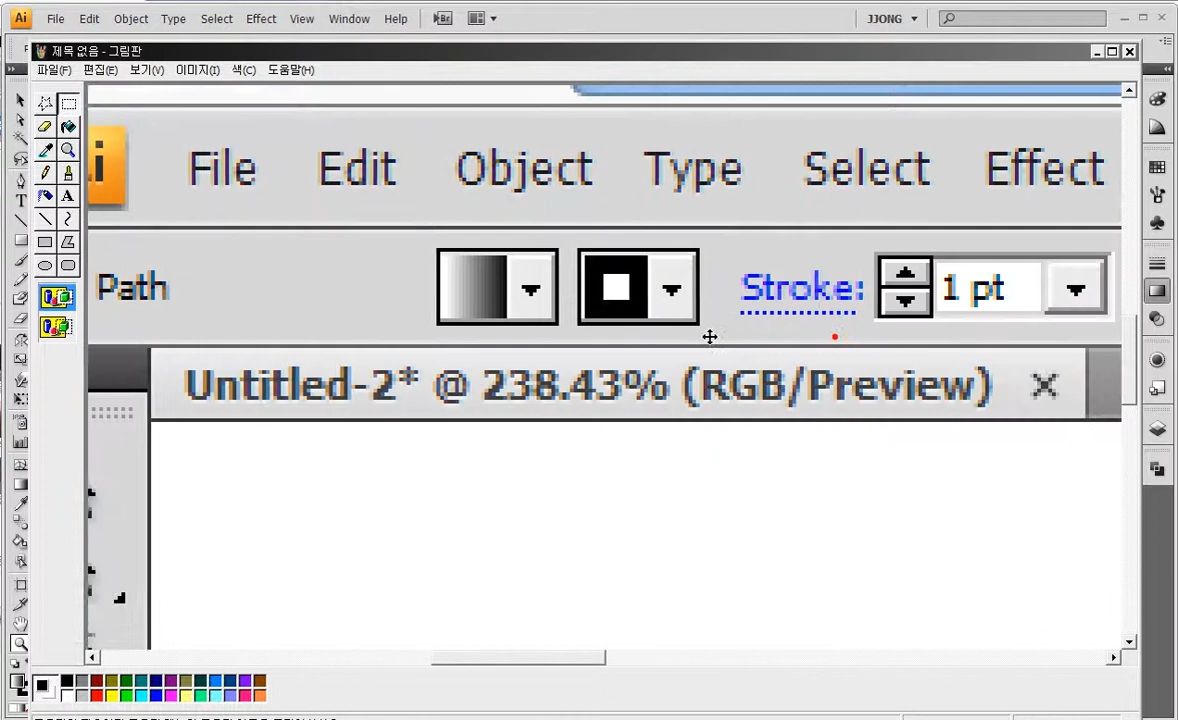 Ai File Edit Object Type Select Effect View Window Help Br JJONG
제목 없음 - 그림판
파일(F) 편집(E) 보기(V) 이미지(I) 색(C) 도움말(H)
File Edit Object Type Select Effect
Path Stroke: 1 pt
Untitled-2* @ 238.43% (RGB/Preview)